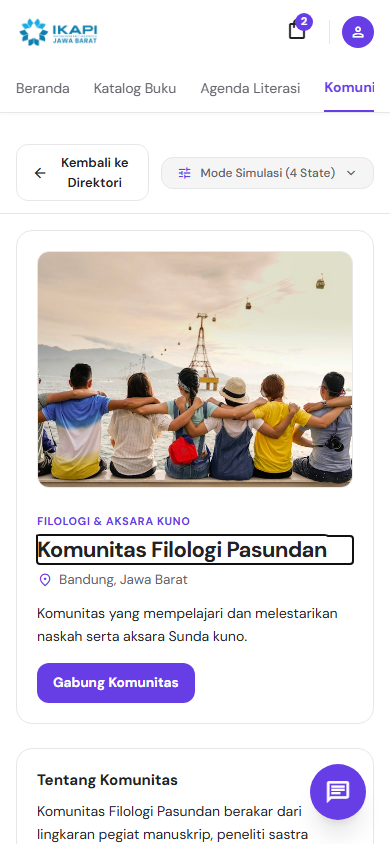 IKAPI
JAWA BARAT
2
Beranda Katalog Buku Agenda Literasi Komuni
Kembali ke
Direktori
Mode Simulasi (4 State)
FILOLOGI & AKSARA KUNO
Komunitas Filologi Pasundan
Bandung, Jawa Barat
Komunitas yang mempelajari dan melestarikan
naskah serta aksara Sunda kuno.
Gabung Komunitas
Tentang Komunitas
Komunitas Filologi Pasundan berakar dari
lingkaran pegiat manuskrip, peneliti sastra